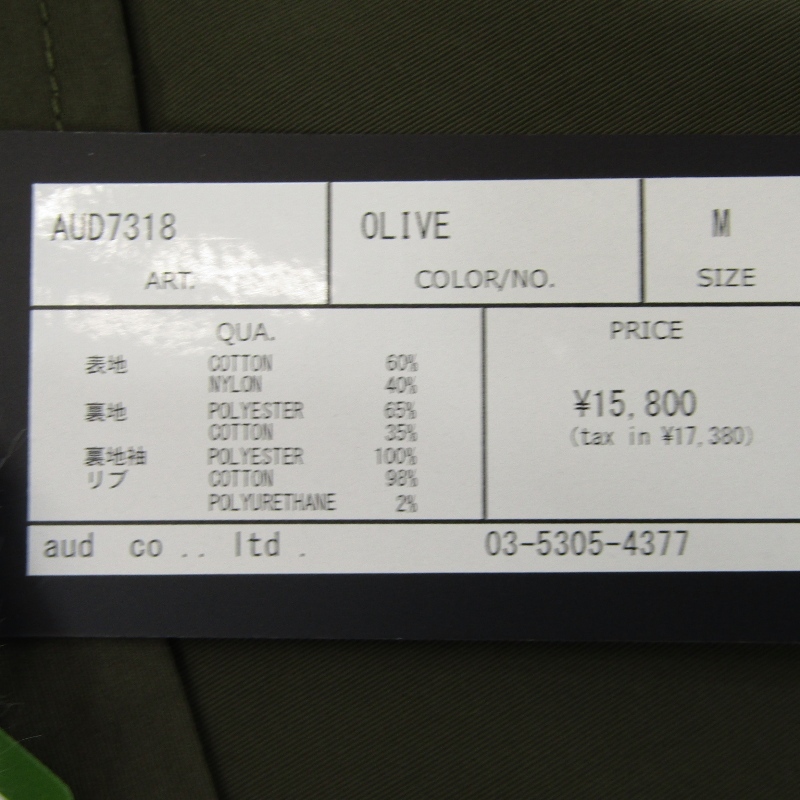 AUD7318 OLIVE M
ART. COLOR/NO. SIZE
QUA. PRICE
表地 COTTON 60%
NYLON 40%
裏地 POLYESTER 65% ¥15,800
COTTON 35% (tax in ¥17,380)
裏地袖 POLYESTER 100%
リブ COTTON 98%
POLYURETHANE 2%
aud co .. ltd . 03-5305-4377